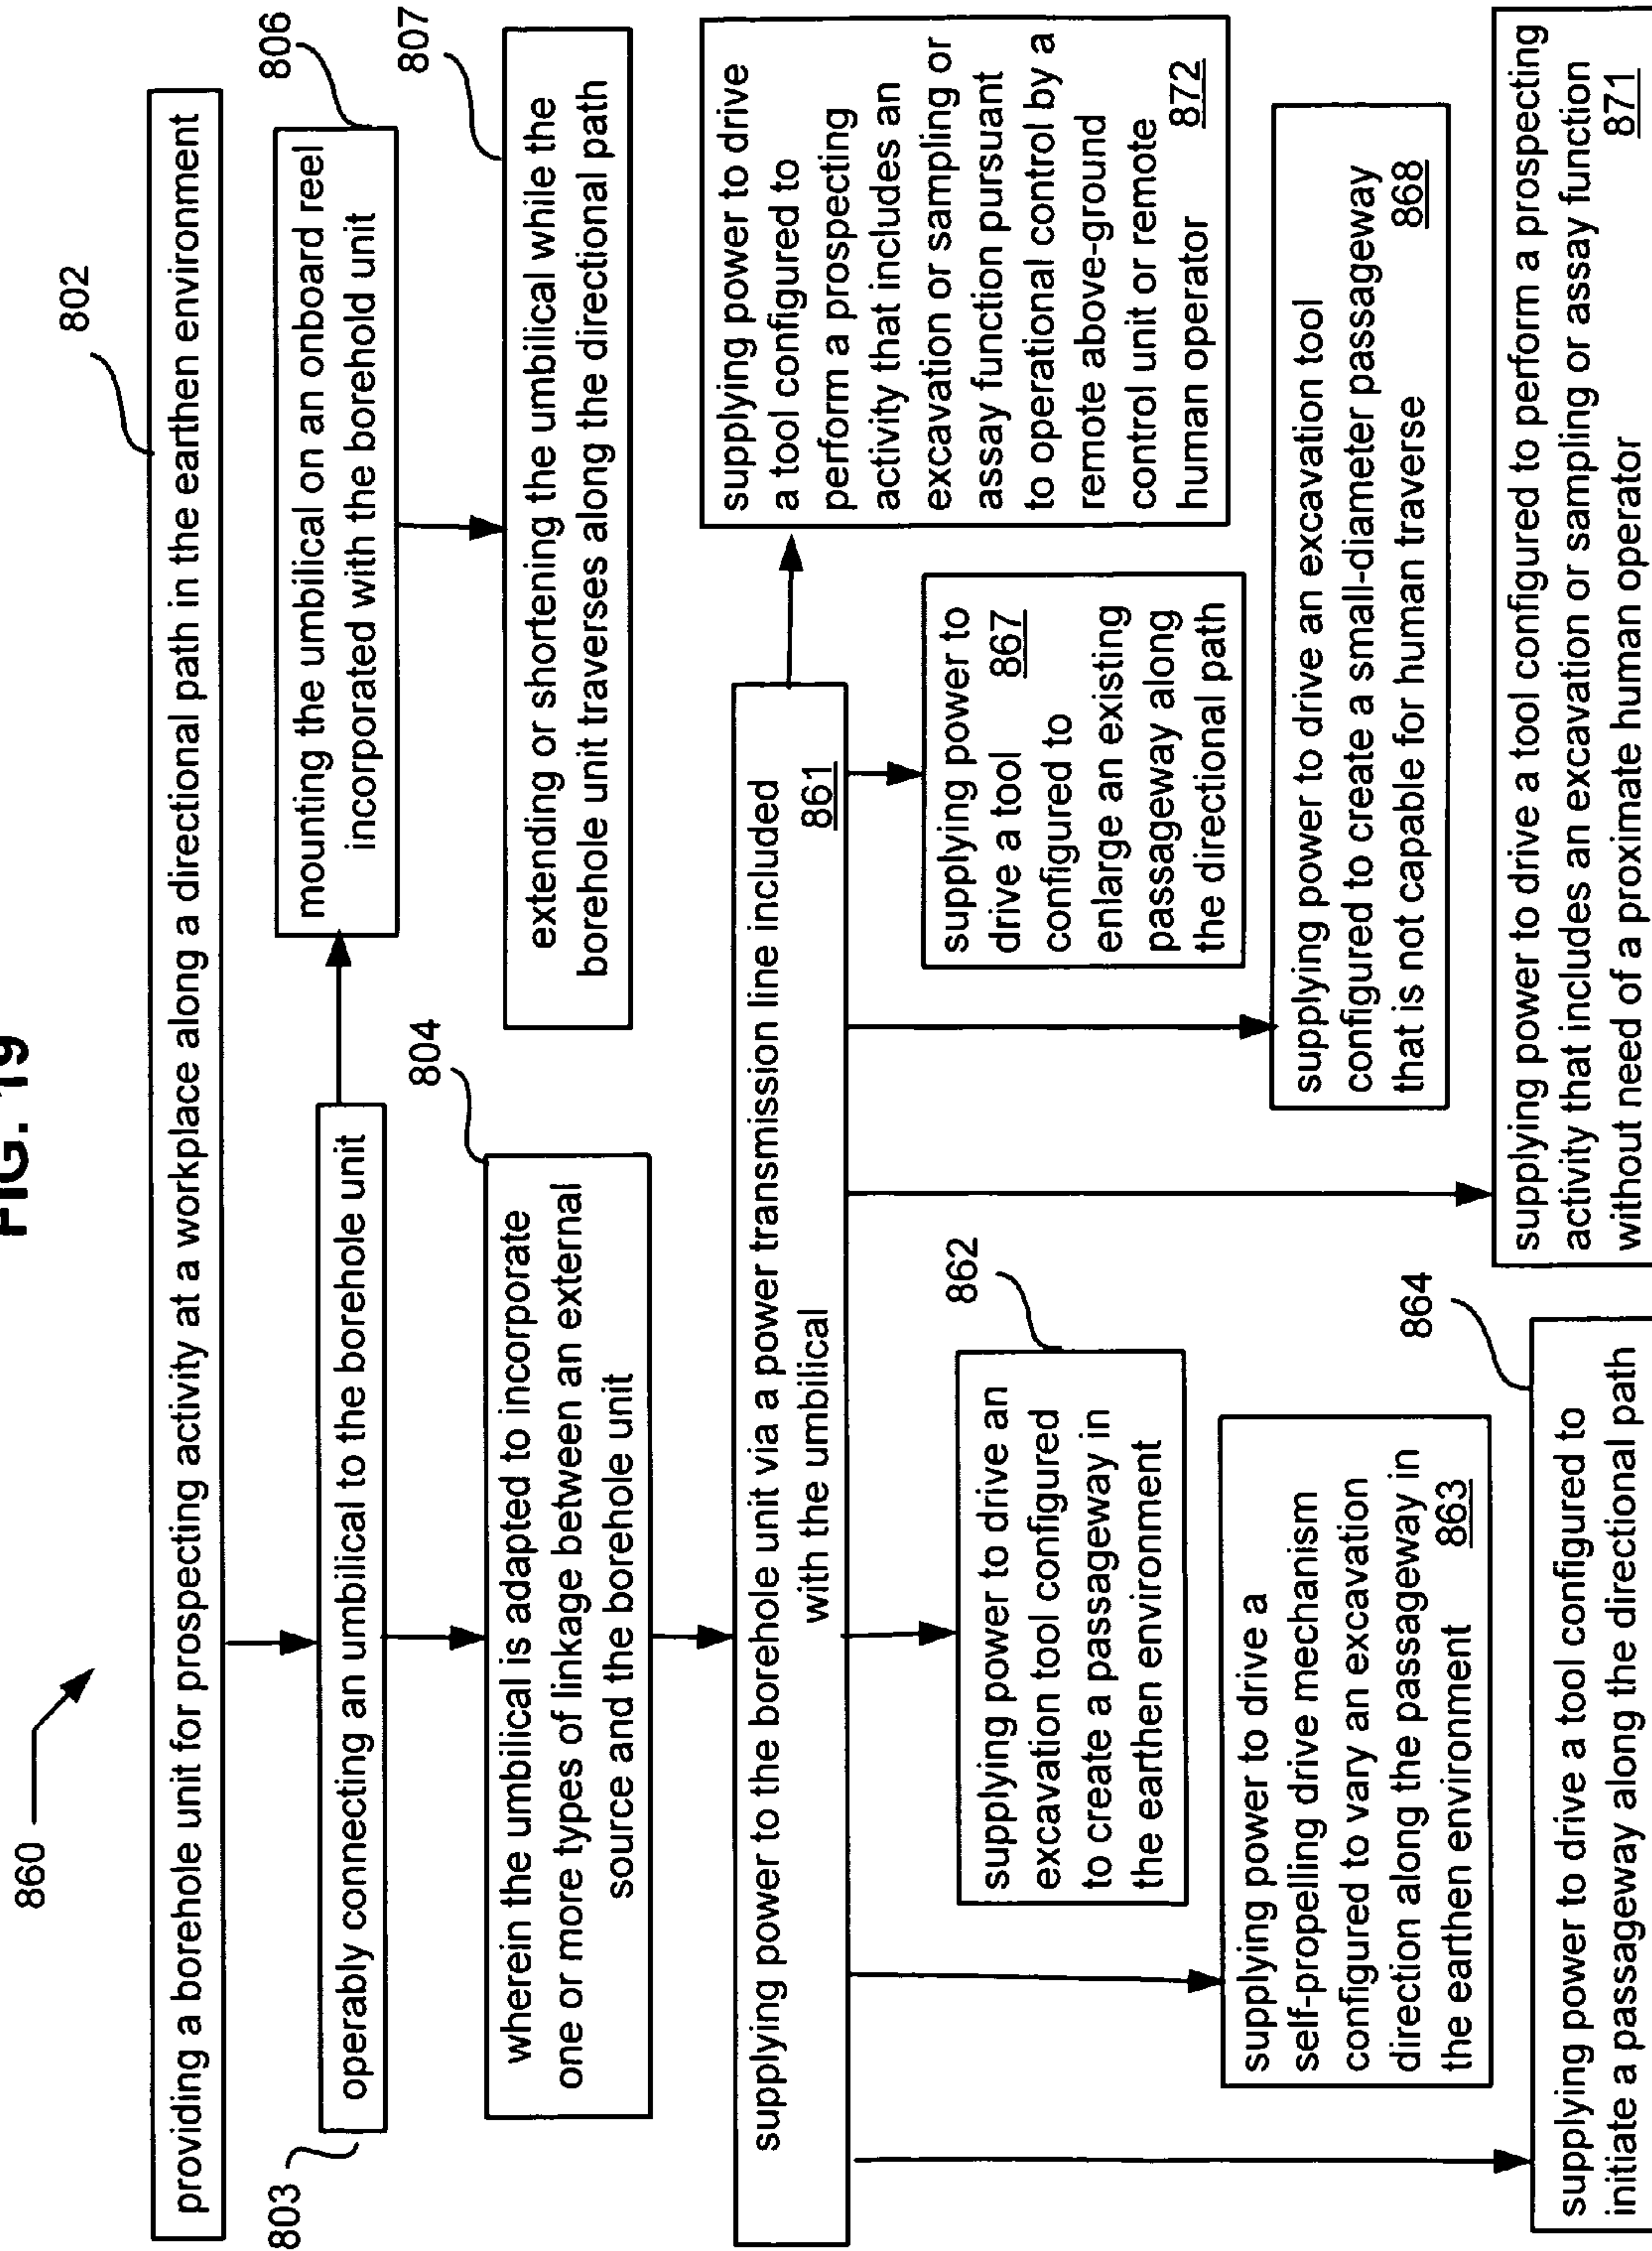 FIG. 19
860
802
providing a borehole unit for prospecting activity at a workplace along a directional path in the earthen environment
803
operably connecting an umbilical to the borehole unit
806
mounting the umbilical on an onboard reel
incorporated with the borehold unit
804
wherein the umbilical is adapted to incorporate
one or more types of linkage between an external
source and the borehole unit
807
extending or shortening the umbilical while the
borehole unit traverses along the directional path
supplying power to the borehole unit via a power transmission line included
with the umbilical
861
supplying power to drive
a tool configured to
perform a prospecting
activity that includes an
excavation or sampling or
assay function pursuant
to operational control by a
remote above-ground
control unit or remote
human operator
872
862
supplying power to drive an
excavation tool configured
to create a passageway in
the earthen environment
supplying power to
drive a tool 867
configured to
enlarge an existing
passageway along
the directional path
supplying power to drive a
self-propelling drive mechanism
configured to vary an excavation
direction along the passageway in
the earthen environment 863
supplying power to drive an excavation tool
configured to create a small-diameter passageway
that is not capable for human traverse 868
864
supplying power to drive a tool configured to
initiate a passageway along the directional path
supplying power to drive a tool configured to perform a prospecting
activity that includes an excavation or sampling or assay function
without need of a proximate human operator 871